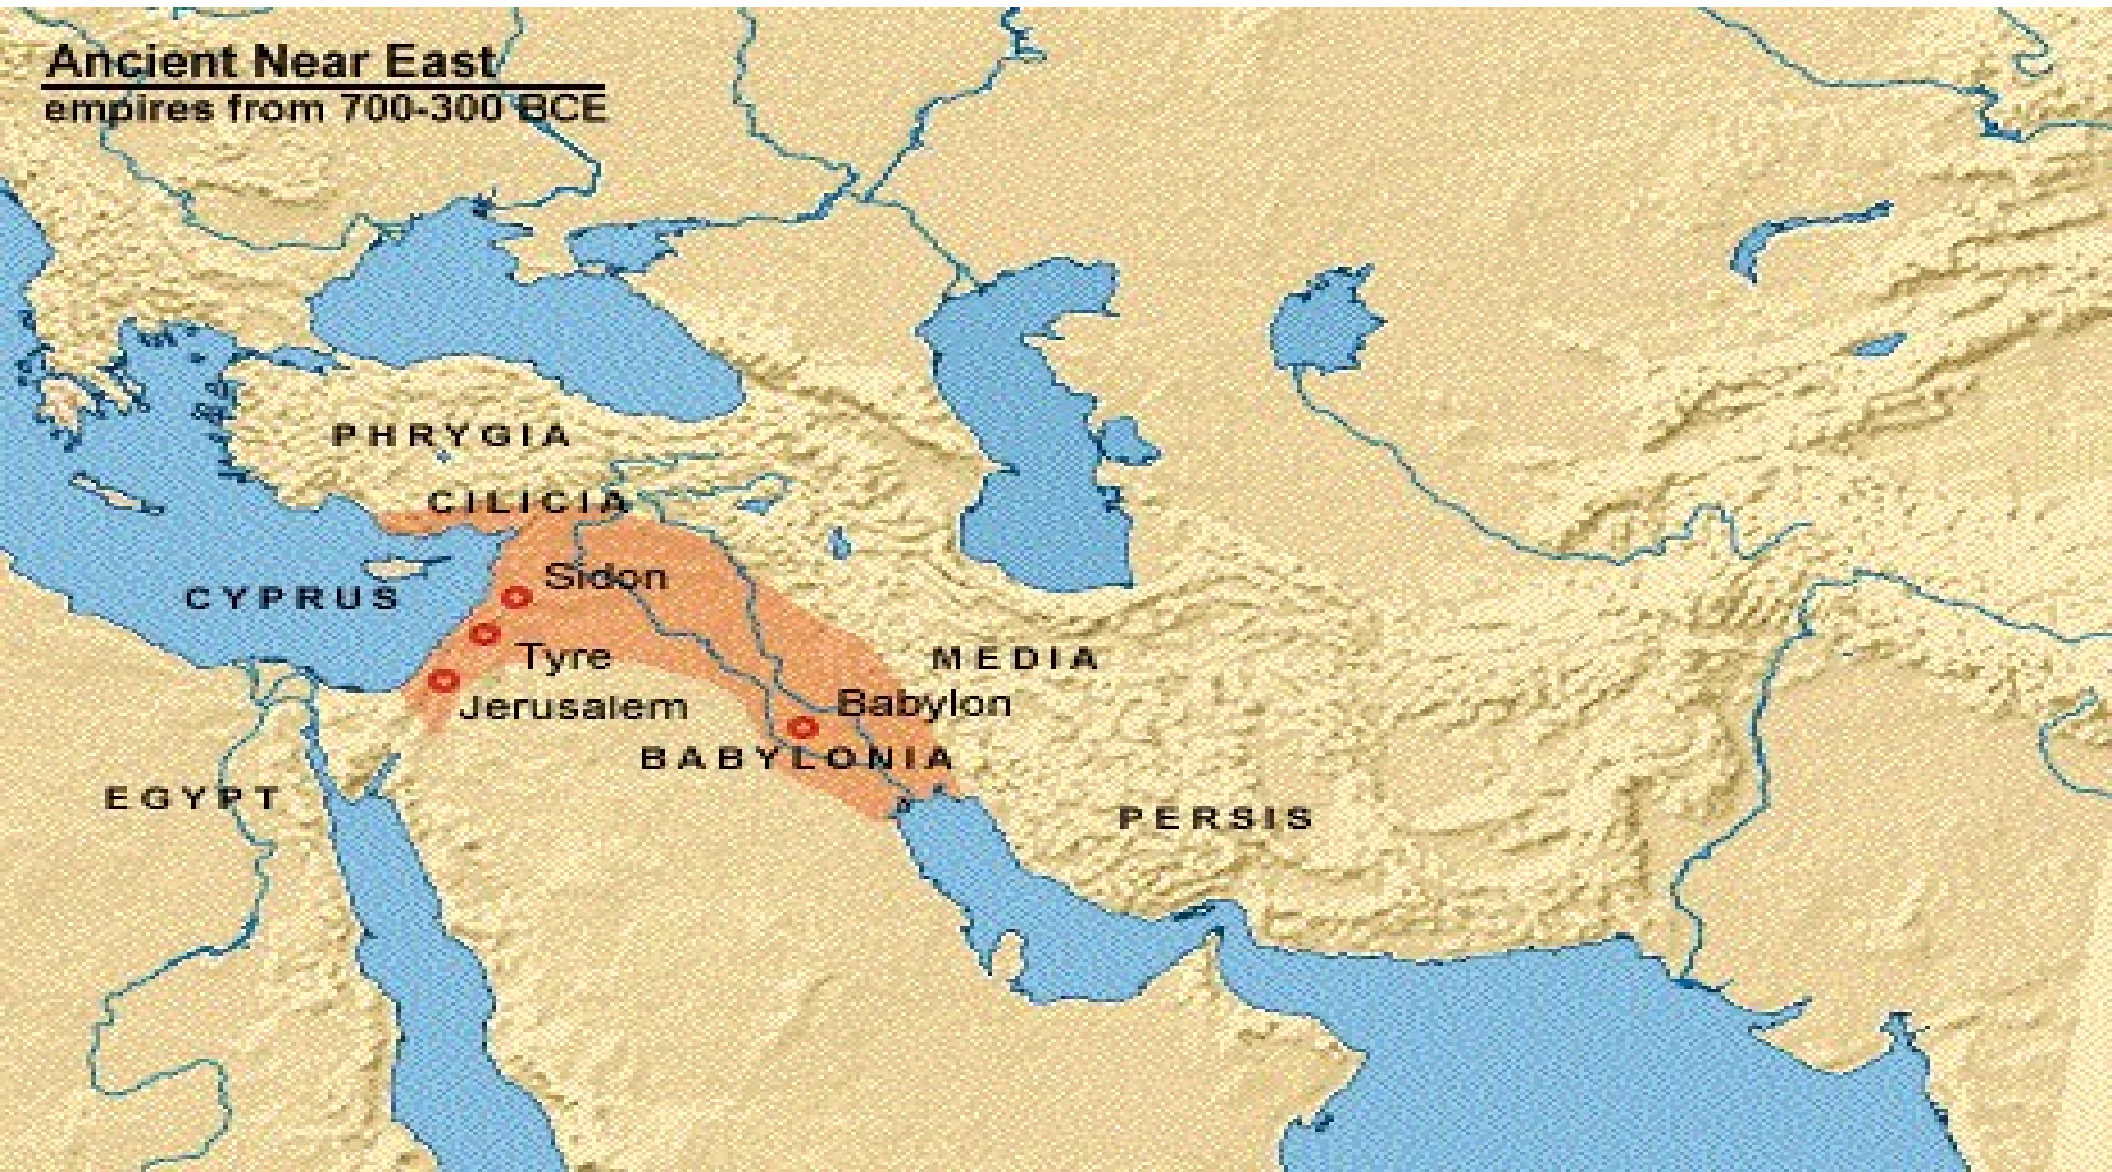 Ancient Near East
empires from 700-300 BCE
PHRYGIA
CILICIA
Sidon
CYPRUS
Tyre
MEDIA
Jerusalem
Babylon
BABYLONIA
EGYPT
PERSIS